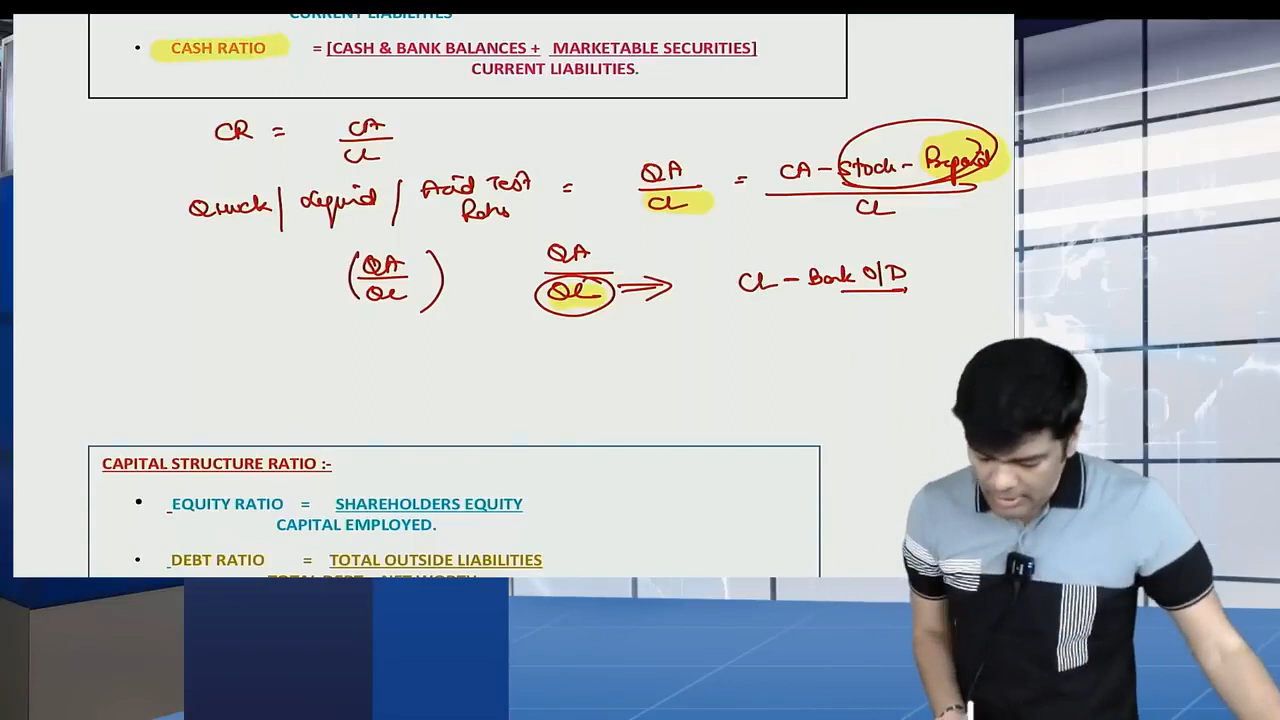 CURRENT LIABILITIES
• CASH RATIO = [CASH & BANK BALANCES + MARKETABLE SECURITIES]
CURRENT LIABILITIES.
CR = CA
CL
Quick / Liquid / Acid Test Ratio = QA = CA - Stock - Prepaid
CL CL
(QA QA
QL) QL ⇒ CL - Bank O/D
CAPITAL STRUCTURE RATIO :-
• EQUITY RATIO = SHAREHOLDERS EQUITY
CAPITAL EMPLOYED.
• DEBT RATIO = TOTAL OUTSIDE LIABILITIES